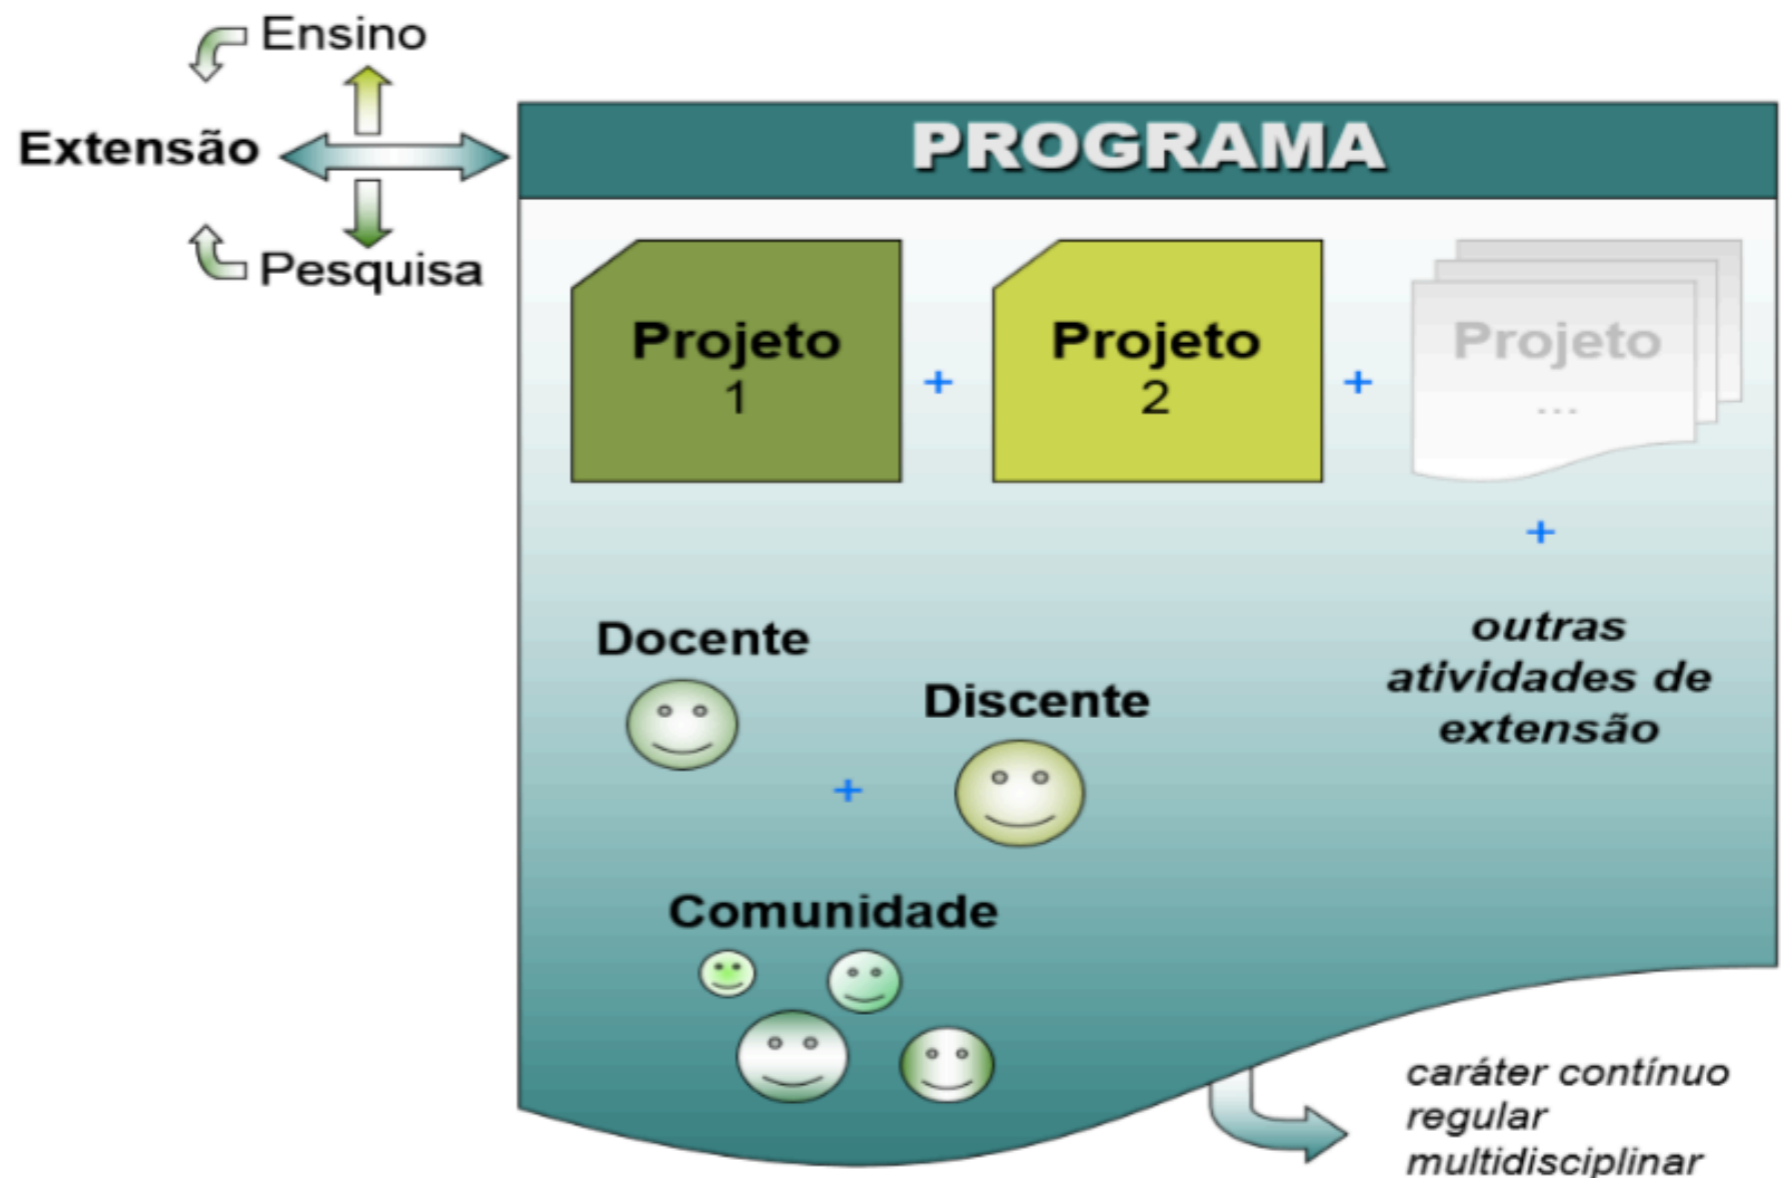 Ensino
Extensão
Pesquisa
PROGRAMA
Projeto
1
+
Projeto
2
+
Projeto
...
+
outras
atividades de
extensão
Docente
+
Discente
Comunidade
caráter contínuo
regular
multidisciplinar